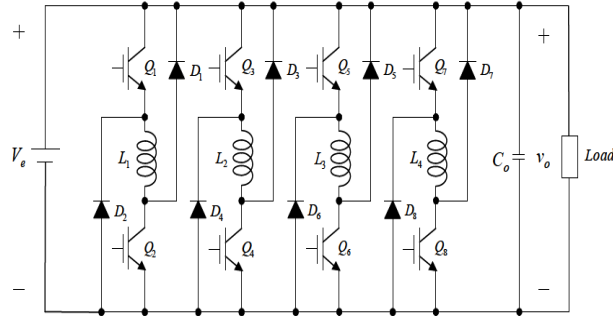 + +
Q1 D1 Q3 D3 Q5 D5 Q7 D7
Ve L1 L2 L3 L4 Co vo Load
D2 D4 D6 D8
Q2 Q4 Q6 Q8
− −